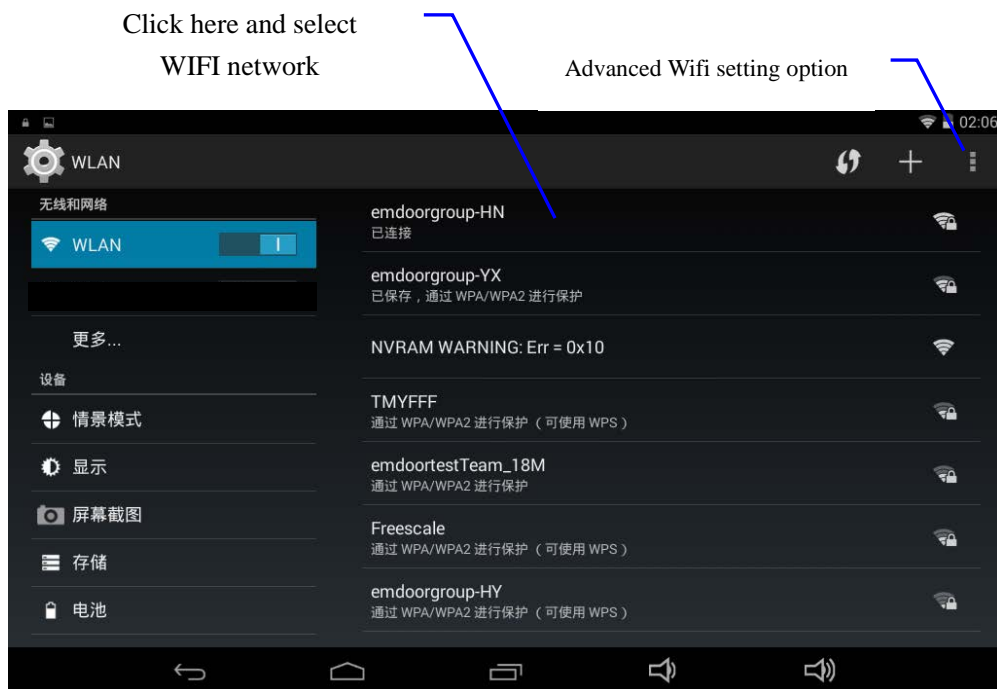 Click here and select
WIFI network
Advanced Wifi setting option
02:06
WLAN
无线和网络
WLAN
更多...
设备
情景模式
显示
屏幕截图
存储
电池
emdoorgroup-HN
已连接
emdoorgroup-YX
已保存，通过 WPA/WPA2 进行保护
NVRAM WARNING: Err = 0x10
TMYFFF
通过 WPA/WPA2 进行保护（可使用 WPS）
emdoortestTeam_18M
通过 WPA/WPA2 进行保护
Freescale
通过 WPA/WPA2 进行保护（可使用 WPS）
emdoorgroup-HY
通过 WPA/WPA2 进行保护（可使用 WPS）